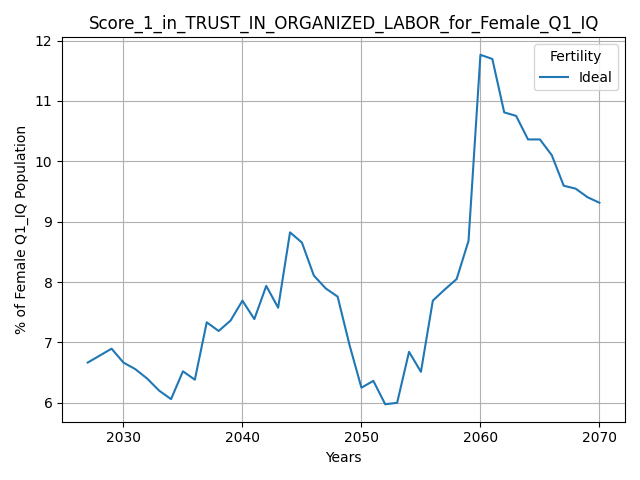 Score_1_in_TRUST_IN_ORGANIZED_LABOR_for_Female_Q1_IQ
12
11
10
9
8
7
6
% of Female Q1_IQ Population
Fertility
Ideal
2030
2040
2050
2060
2070
Years